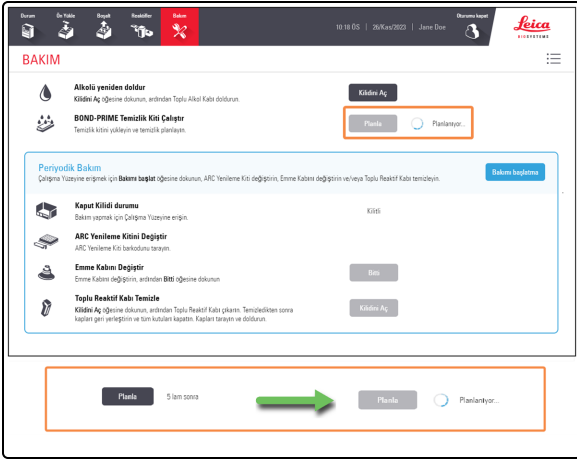 Durum Ön Yükle Boşalt Reaktifler Bakım 10:18 ÖS | 26/Kas/2023 | Jane Doe Oturumu kapat Leica
BIOSYSTEMS
BAKIM
Alkolü yeniden doldur
Kilidini Aç öğesine dokunun, ardından Toplu Alkol Kabı doldurun.
Kilidini Aç
BOND-PRIME Temizlik Kiti Çalıştır
Temizlik kitini yükleyin ve temizlik planlayın.
Planla Planlanıyor...
Periyodik Bakım
Çalışma Yüzeyine erişmek için Bakımı başlat öğesine dokunun, ARC Yenileme Kiti değiştirin, Emme Kabını değiştirin ve/veya Toplu Reaktif Kabı temizleyin.
Bakımı başlatma
Kaput Kilidi durumu
Bakım yapmak için Çalışma Yüzeyine erişin.
Kilitli
ARC Yenileme Kitini Değiştir
ARC Yenileme Kiti barkodunu tarayın.
Emme Kabını Değiştir
Emme Kabını değiştirin, ardından Bitti öğesine dokunun
Bitti
Toplu Reaktif Kabı Temizle
Kilidini Aç öğesine dokunun, ardından Toplu Reaktif Kabı çıkarın. Temizledikten sonra
kapları geri yerleştirin ve tüm kutuları kapatın. Kapları tarayın ve doldurun.
Kilidini Aç
Planla 5 lam sonra Planla Planlanıyor...